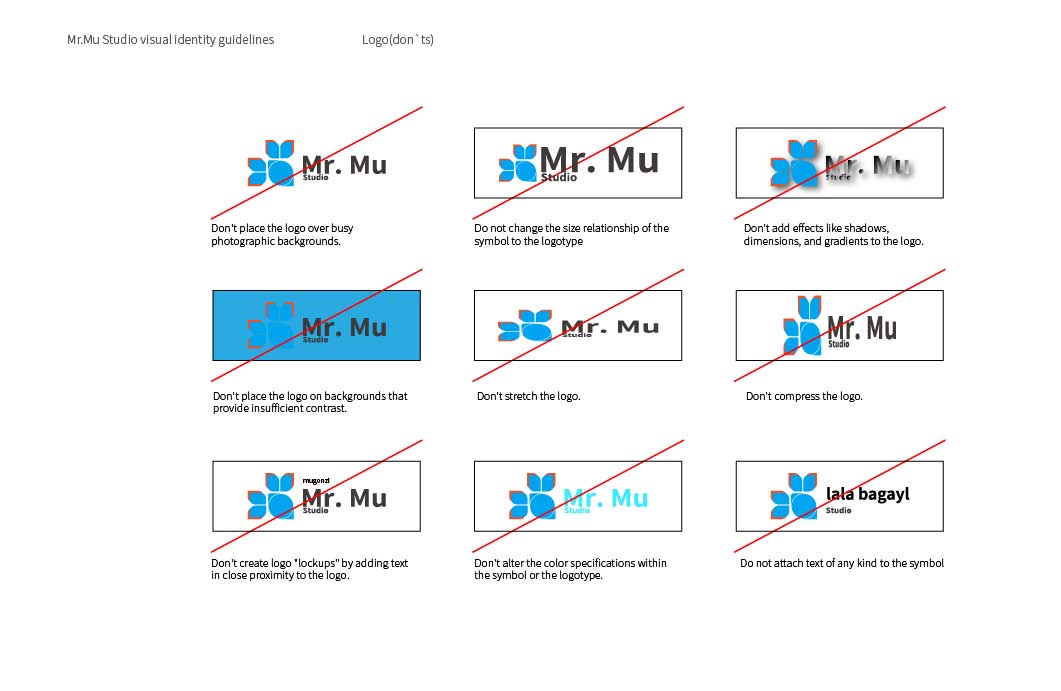 Mr.Mu Studio visual identity guidelines
Logo(don`ts)
Mr. Mu
Studio
Don't place the logo over busy
photographic backgrounds.
Mr. Mu
Studio
Do not change the size relationship of the
symbol to the logotype
Mr. Mu
Studio
Don't add effects like shadows,
dimensions, and gradients to the logo.
Mr. Mu
Studio
Don't place the logo on backgrounds that
provide insufficient contrast.
Mr. Mu
Studio
Don't stretch the logo.
Mr. Mu
Studio
Don't compress the logo.
mugonzi
Mr. Mu
Studio
Don't create logo "lockups" by adding text
in close proximity to the logo.
Mr. Mu
Studio
Don't alter the color specifications within
the symbol or the logotype.
lala bagayl
Studio
Do not attach text of any kind to the symbol